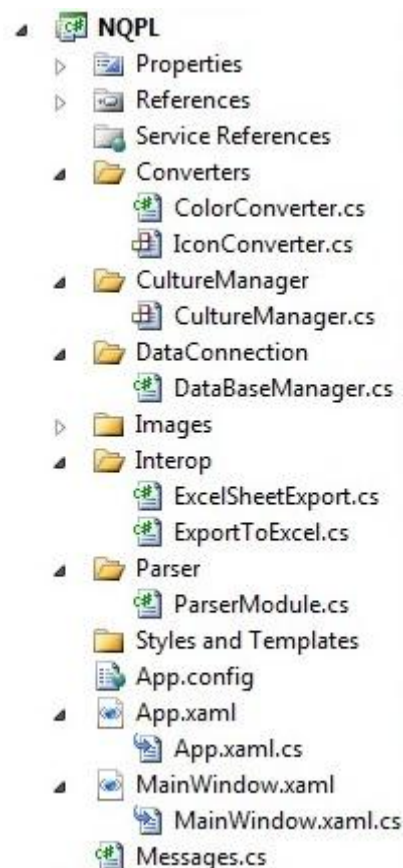 NQPL
Properties
References
Service References
Converters
ColorConverter.cs
IconConverter.cs
CultureManager
CultureManager.cs
DataConnection
DataBaseManager.cs
Images
Interop
ExcelSheetExport.cs
ExportToExcel.cs
Parser
ParserModule.cs
Styles and Templates
App.config
App.xaml
App.xaml.cs
MainWindow.xaml
MainWindow.xaml.cs
Messages.cs